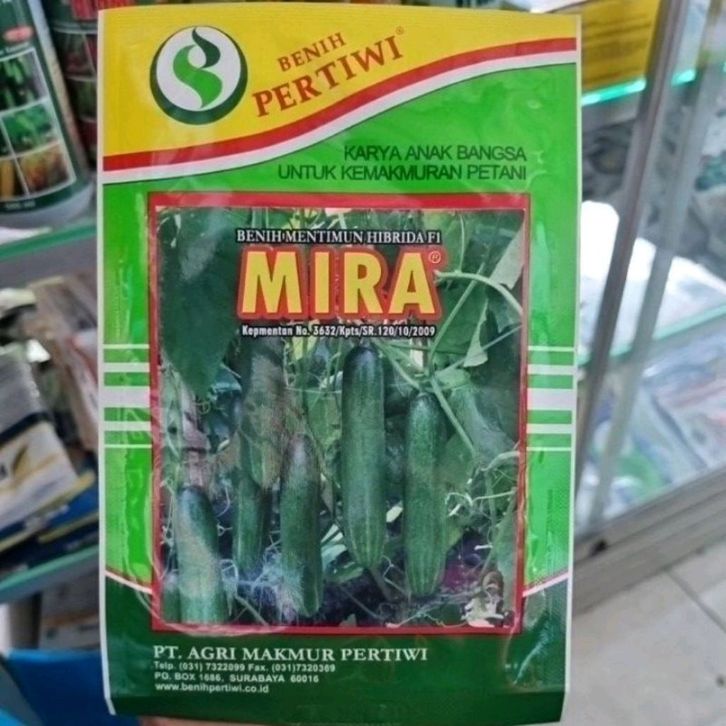 BENIH
PERTIWI®
KARYA ANAK BANGSA
UNTUK KEMAKMURAN PETANI
BENIH MENTIMUN HIBRIDA F1
MIRA®
Kepmentan No. 3632/Kpts/SR.120/10/2009
PT. AGRI MAKMUR PERTIWI
Telp. (031) 7322099 Fax. (031)7320369
PO. BOX 1686, SURABAYA 60016
www.benihpertiwi.co.id